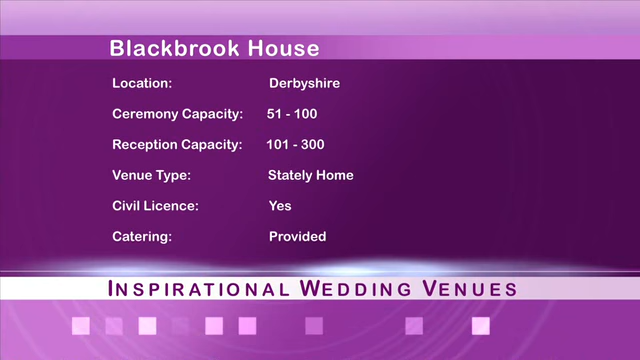 Blackbrook House
Location: Derbyshire
Ceremony Capacity: 51 - 100
Reception Capacity: 101 - 300
Venue Type: Stately Home
Civil Licence: Yes
Catering: Provided
INSPIRATIONAL WEDDING VENUES